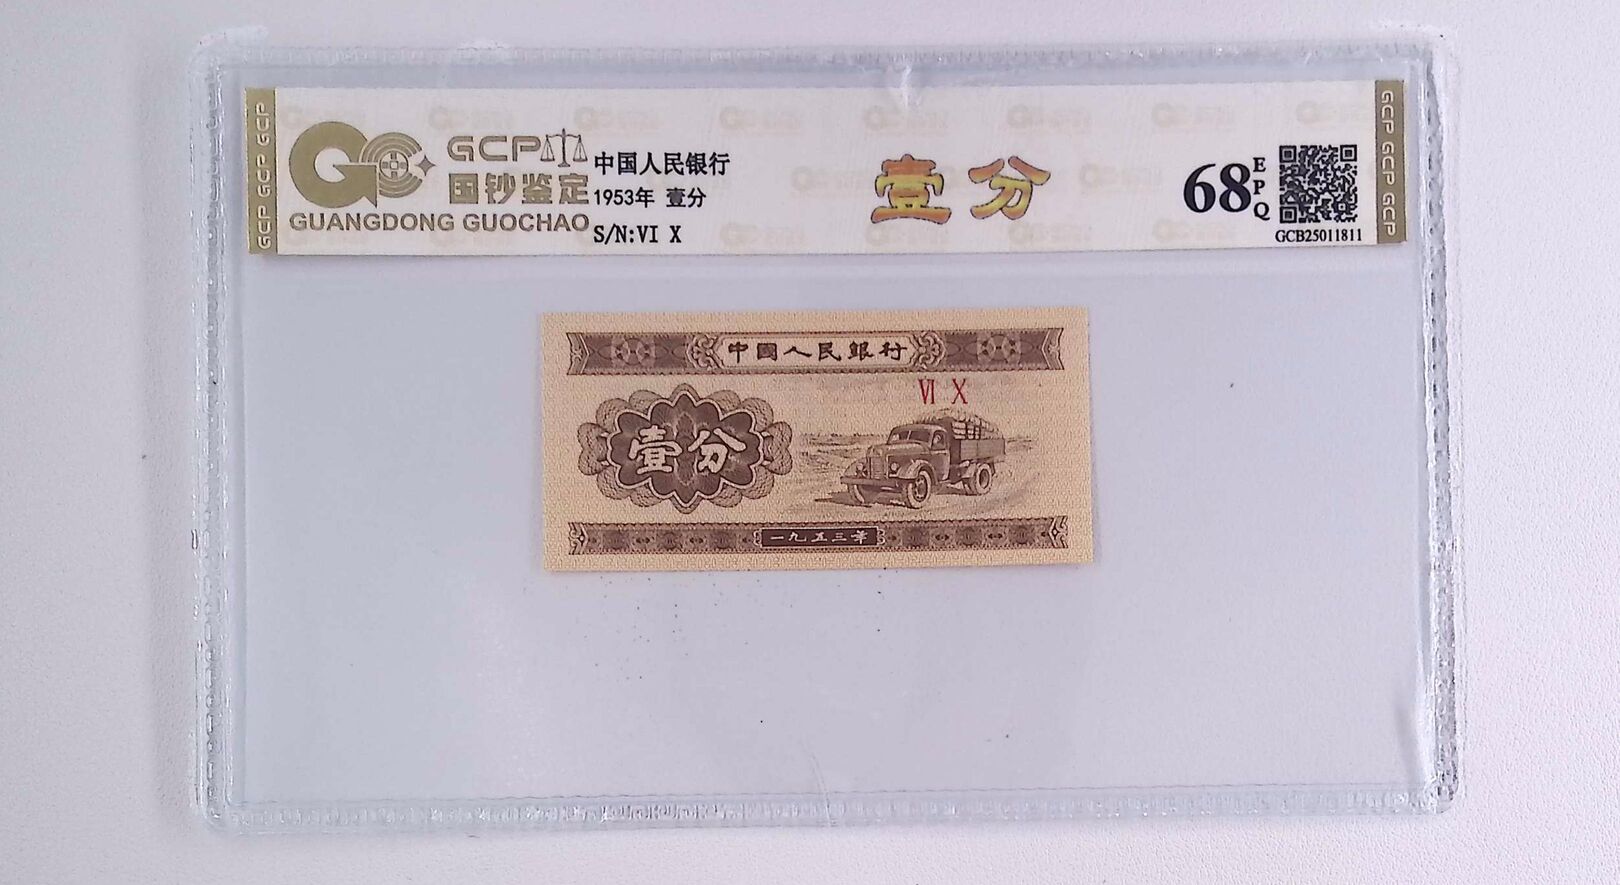 GCP GCP GCP
GCP
国钞鉴定
GUANGDONG GUOCHAO
中国人民银行
1953年 壹分
S/N:VI X
壹分
68
EPQ
GCB25011811
GCP GCP GCP
中國人民銀行
VI X
壹分
一九五三年